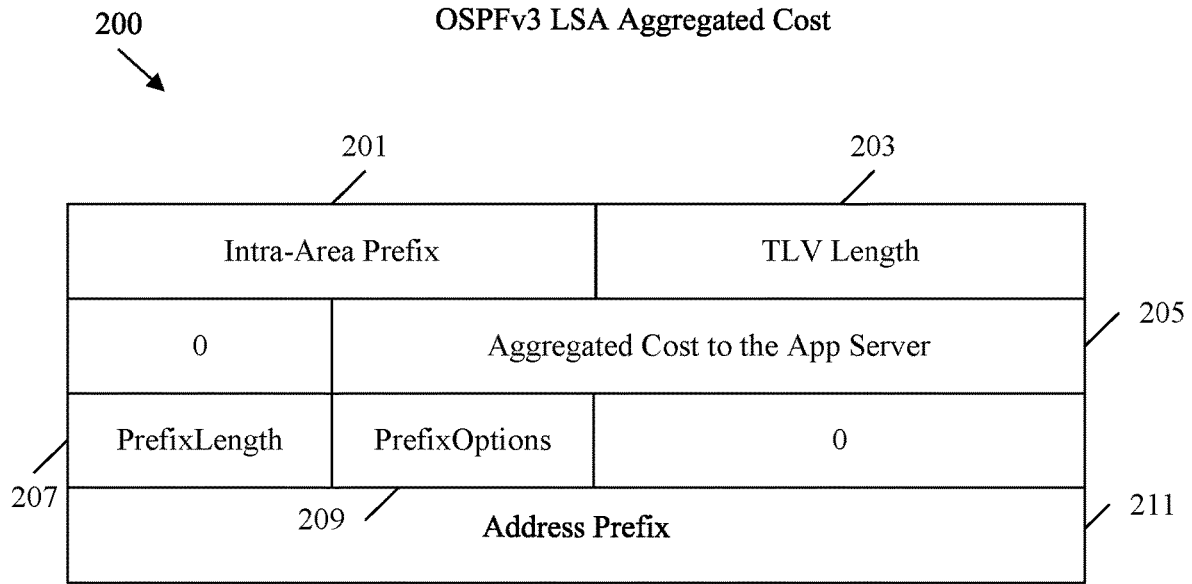 OSPFv3 LSA Aggregated Cost
200
201
203
Intra-Area Prefix
TLV Length
0
Aggregated Cost to the App Server
205
PrefixLength
PrefixOptions
0
207
209
Address Prefix
211